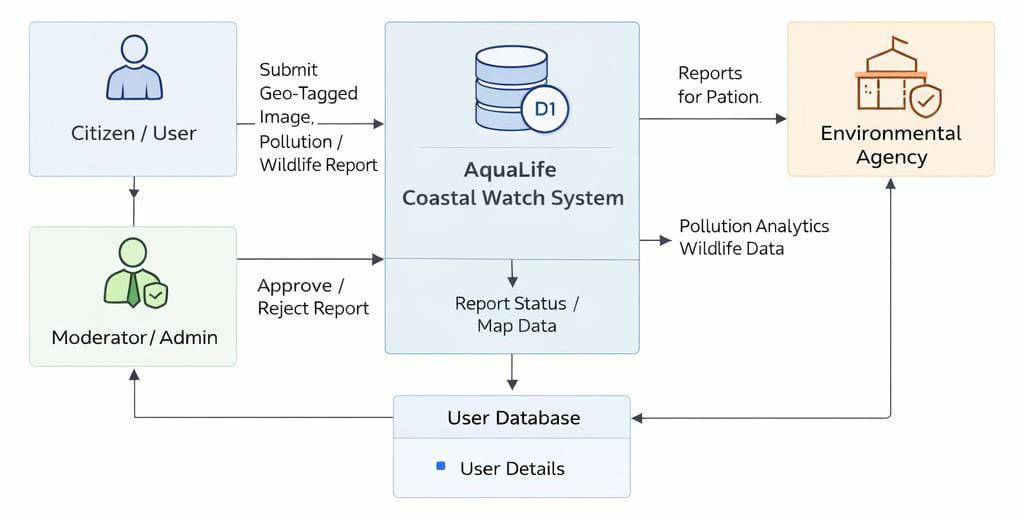 Citizen / User
Submit
Geo-Tagged
Image,
Pollution /
Wildlife Report
D1
AquaLife
Coastal Watch System
Reports
for Pation.
Environmental
Agency
Moderator / Admin
Approve /
Reject Report
Report Status /
Map Data
Pollution Analytics
Wildlife Data
User Database
User Details